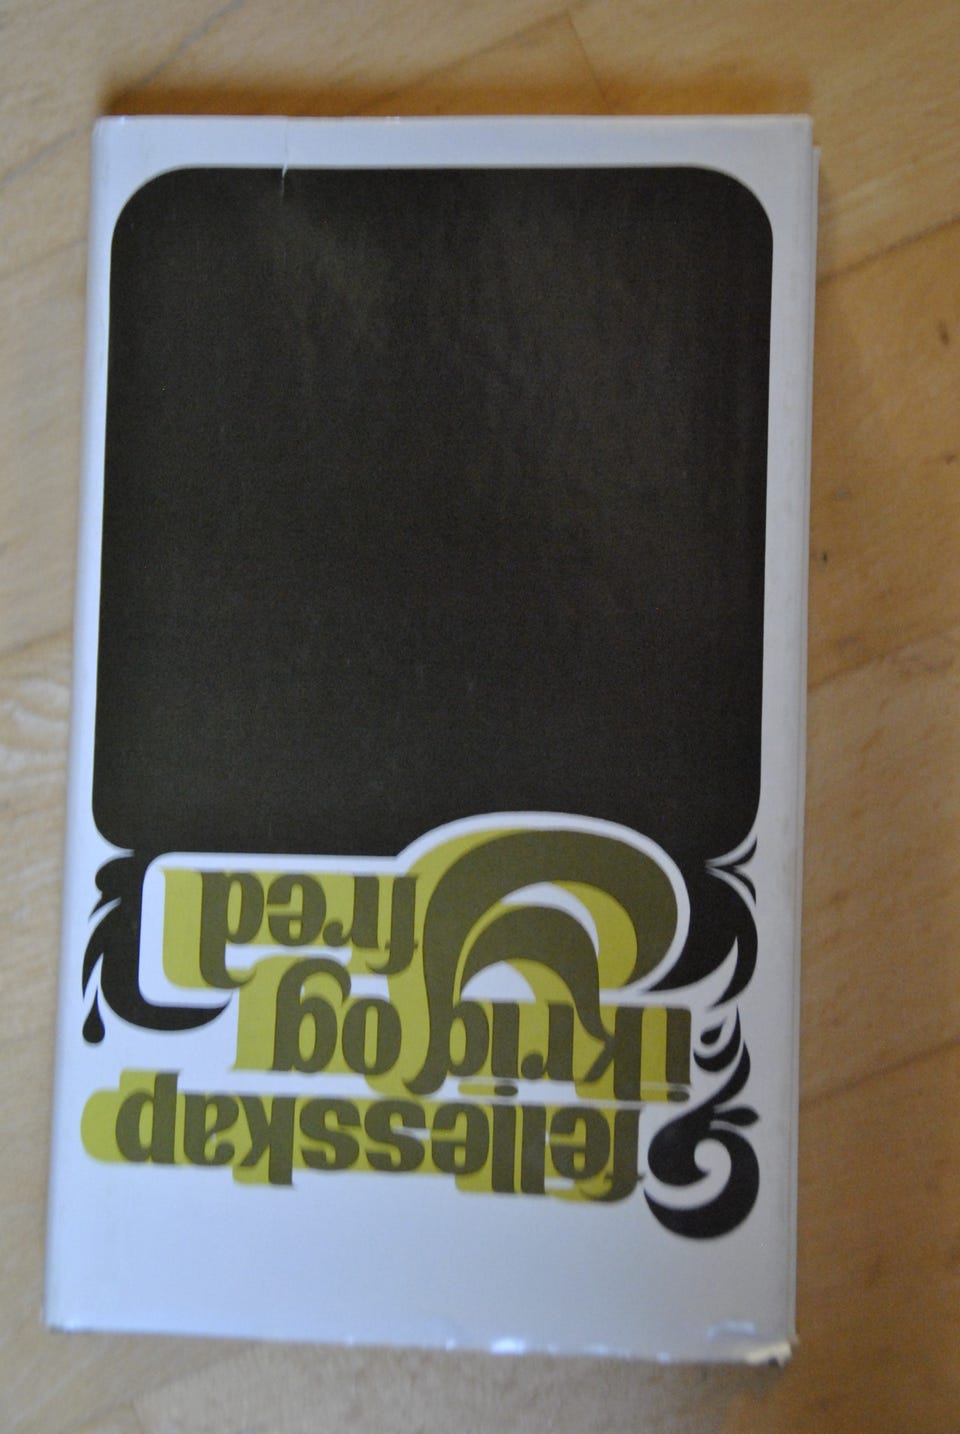 fellesskap
i krig og
fred